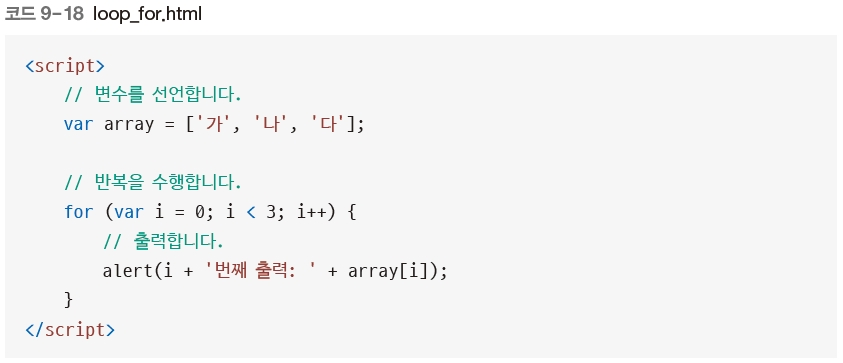 코드 9-18 loop_for.html
<script>
// 변수를 선언합니다.
var array = ['가', '나', '다'];
// 반복을 수행합니다.
for (var i = 0; i < 3; i++) {
// 출력합니다.
alert(i + '번째 출력: ' + array[i]);
}
</script>